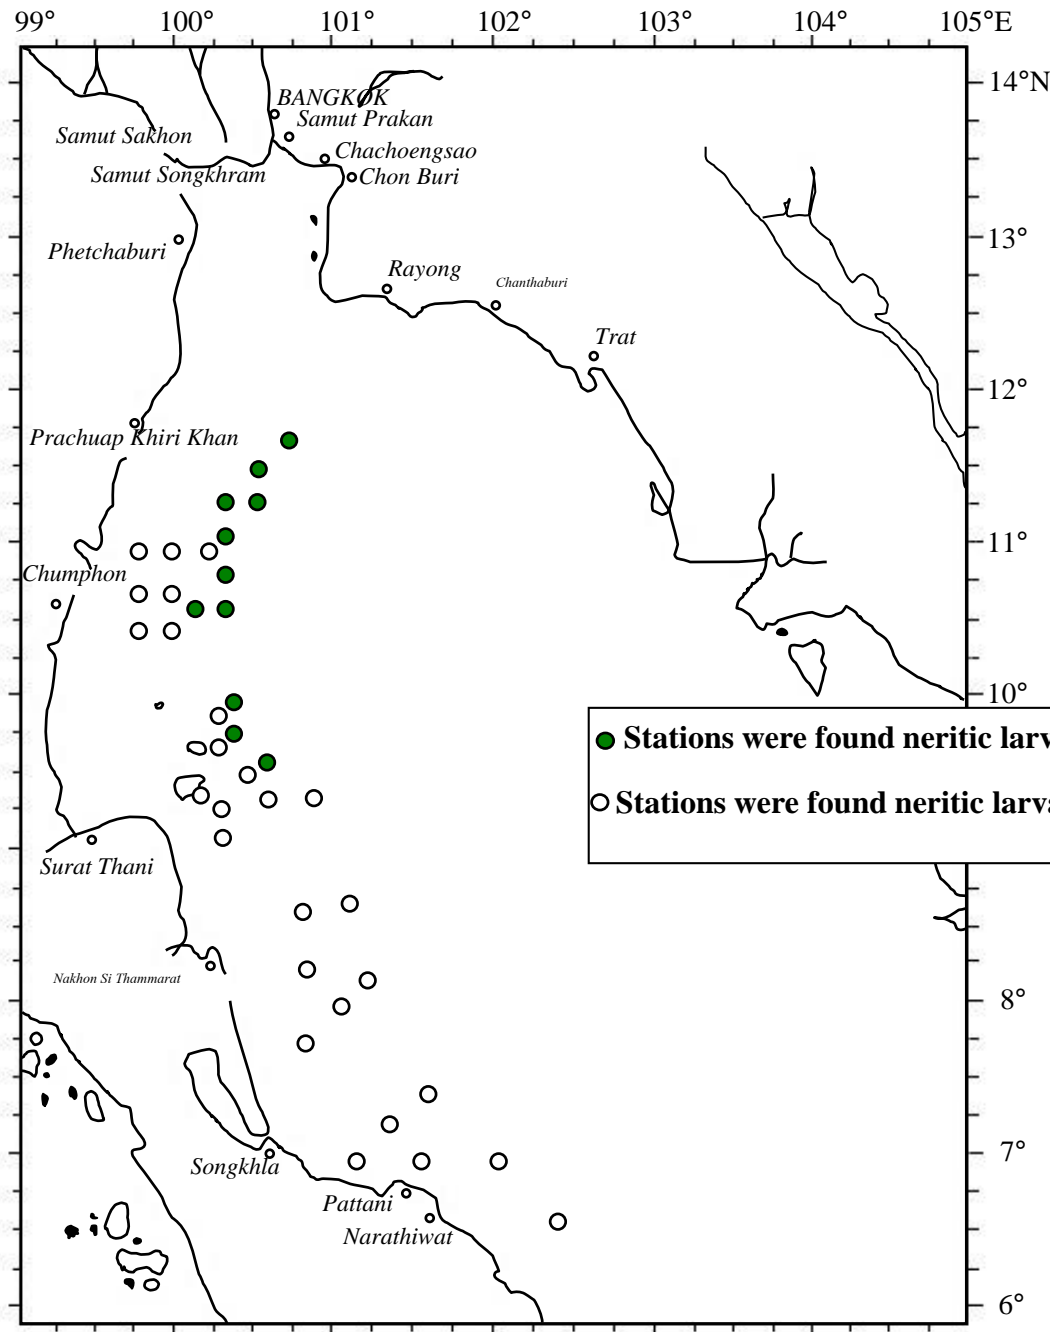 99° 100° 101° 102° 103° 104° 105°E
14°N
BANGKOK
Samut Prakan
Samut Sakhon
Chachoengsao
Samut Songkhram
Chon Buri
13°
Phetchaburi
Rayong
Chanthaburi
Trat
12°
Prachuap Khiri Khan
11°
Chumphon
10°
Stations were found neritic larv
Stations were found neritic larv
Surat Thani
Nakhon Si Thammarat
8°
7°
Songkhla
Pattani
Narathiwat
6°